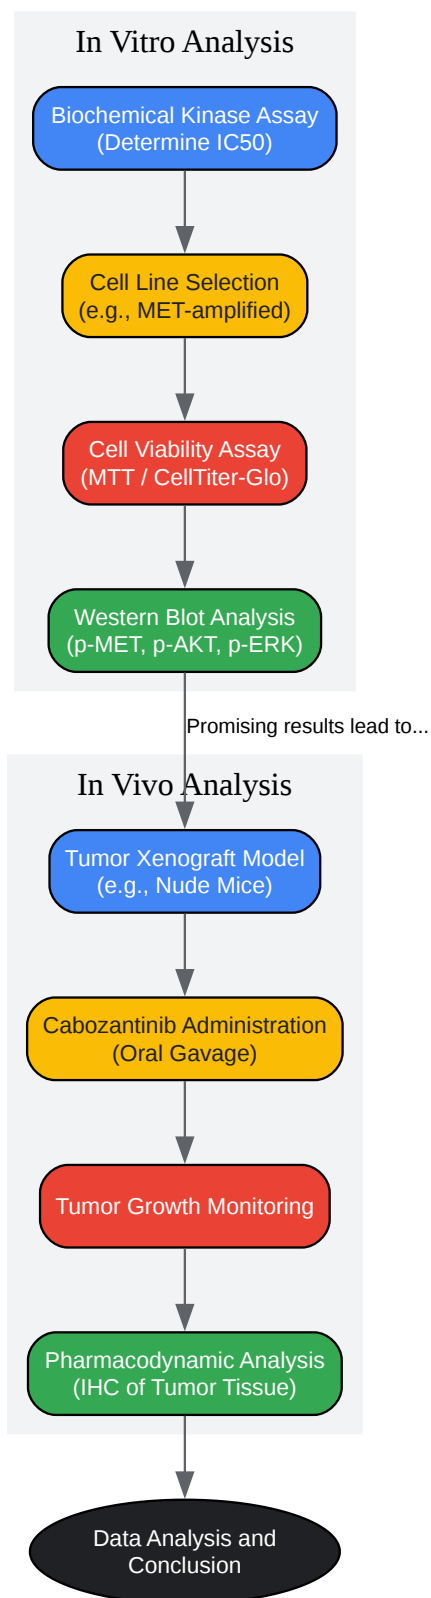 In Vitro Analysis
Biochemical Kinase Assay
(Determine IC50)
Cell Line Selection
(e.g., MET-amplified)
Cell Viability Assay
(MTT / CellTiter-Glo)
Western Blot Analysis
(p-MET, p-AKT, p-ERK)
Promising results lead to...
In Vivo Analysis
Tumor Xenograft Model
(e.g., Nude Mice)
Cabozantinib Administration
(Oral Gavage)
Tumor Growth Monitoring
Pharmacodynamic Analysis
(IHC of Tumor Tissue)
Data Analysis and
Conclusion